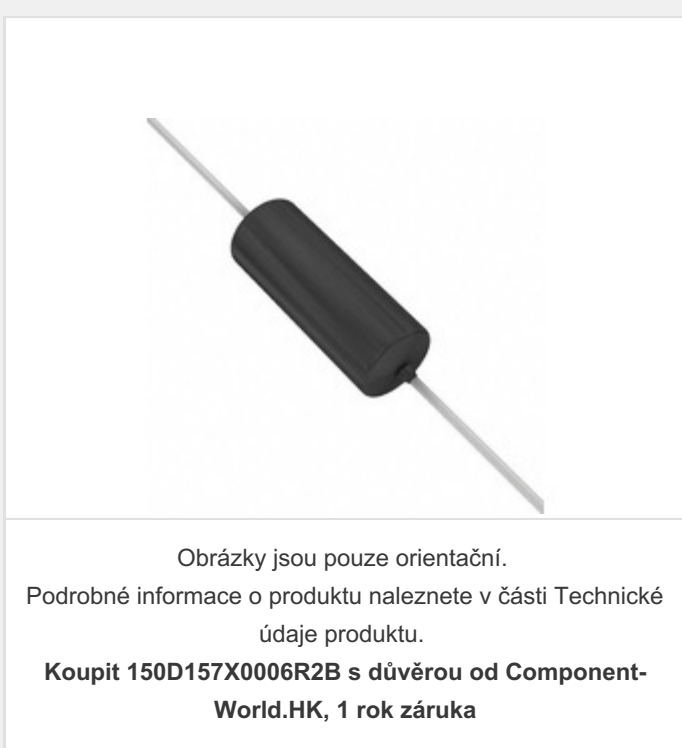 Obrázky jsou pouze orientační.
Podrobné informace o produktu naleznete v části Technické
údaje produktu.
Koupit 150D157X0006R2B s důvěrou od Component-
World.HK, 1 rok záruka